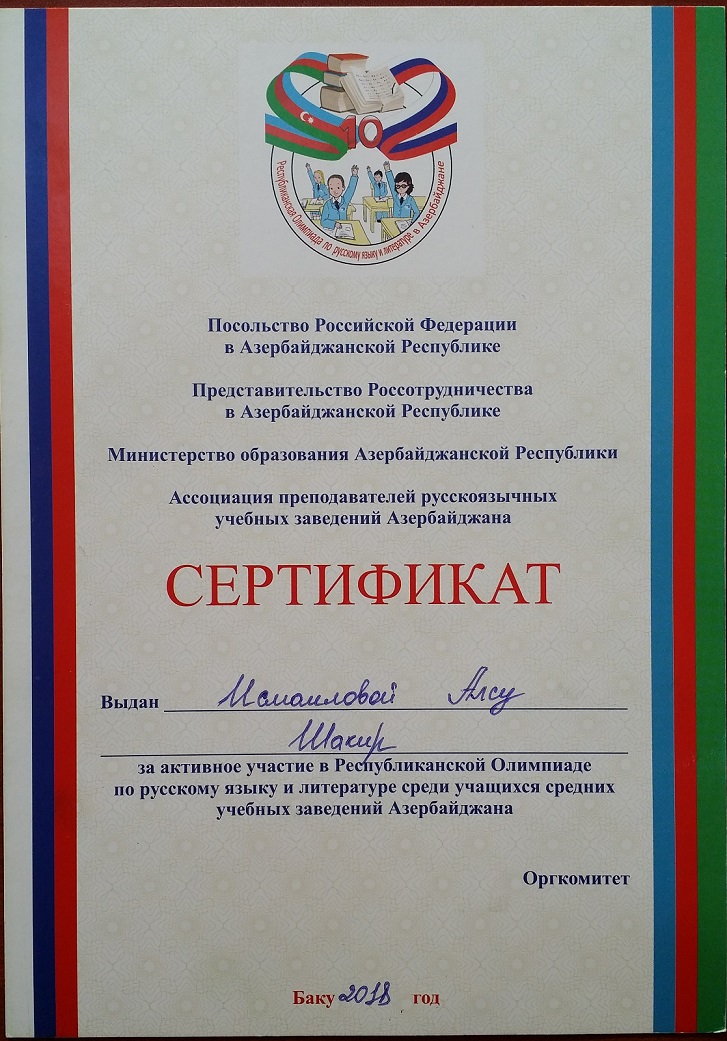 10
Республиканская Олимпиада по русскому языку и литературе в Азербайджане
Посольство Российской Федерации
в Азербайджанской Республике
Представительство Россотрудничества
в Азербайджанской Республике
Министерство образования Азербайджанской Республики
Ассоциация преподавателей русскоязычных
учебных заведений Азербайджана
СЕРТИФИКАТ
Выдан Исмаиловой Алсу
Шакир
за активное участие в Республиканской Олимпиаде
по русскому языку и литературе среди учащихся средних
учебных заведений Азербайджана
Оргкомитет
Баку 2018 год